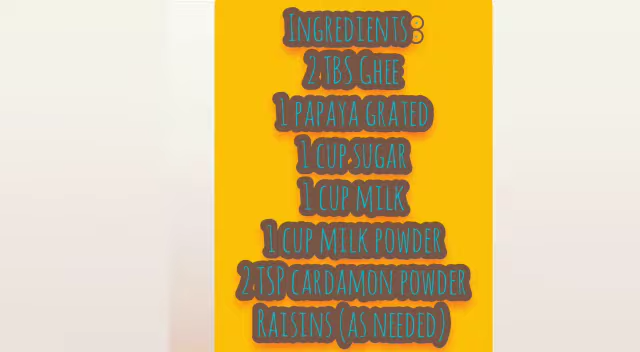 Ingredients:
2 TBS Ghee
1 papaya grated
1 cup sugar
1 cup milk
1 cup milk powder
2 tsp cardamon powder
Raisins (as needed)